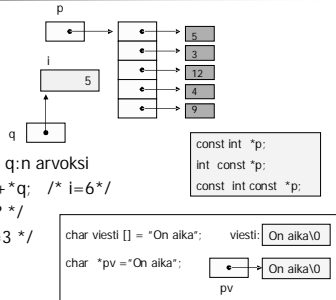 p
5
3
12
4
9
i
5
q
q:n arvoksi
+*q; /* i=6*/
*/
=3 */
const int *p;
int const *p;
const int const *p;
char viesti [] = "On aika";
viesti:
On aika\0
char *pv ="On aika";
On aika\0
pv